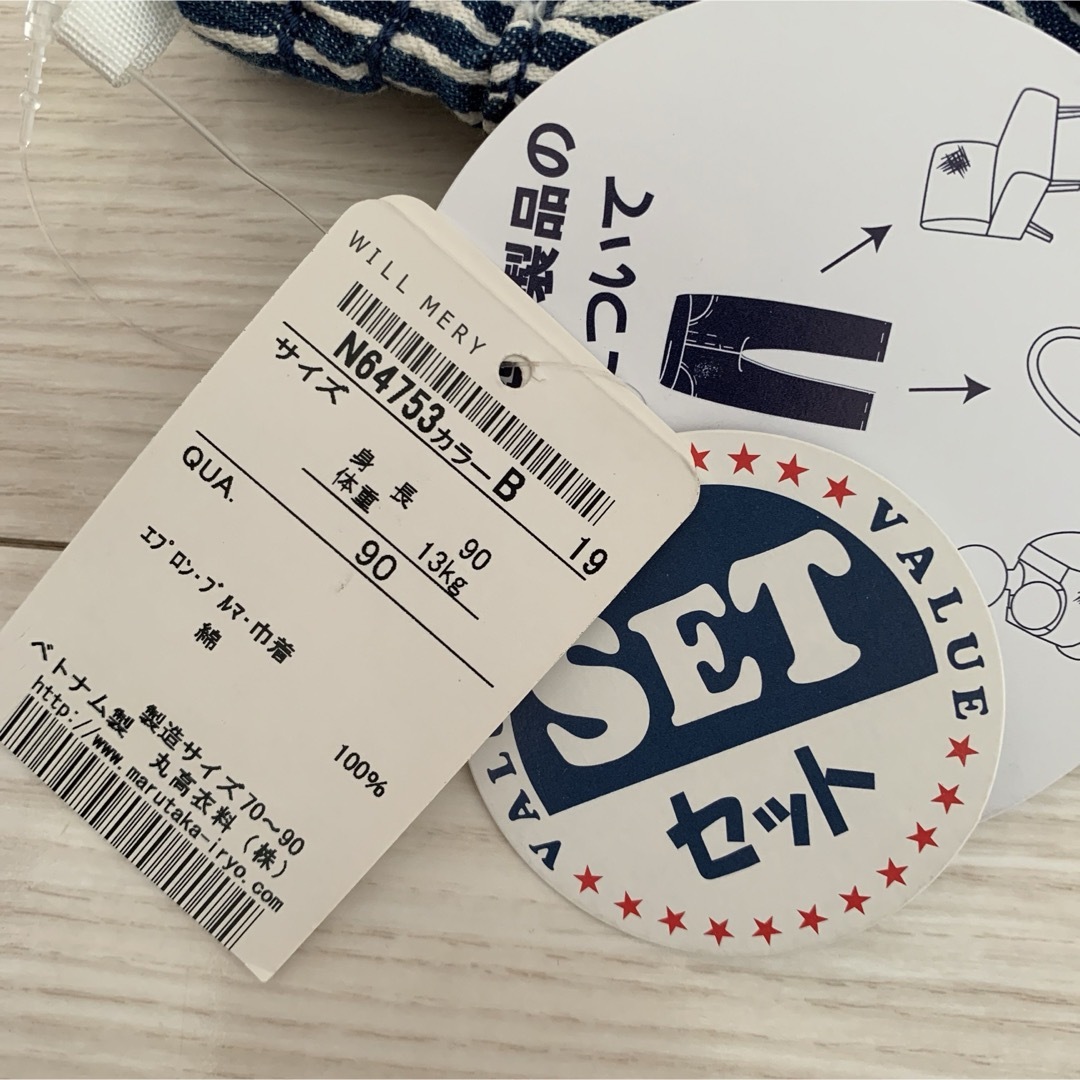 WILL MERY
N64753カラーB 19
サイズ
身長 90
体重 13kg
QUA. 90
エプロン・ブルマ・巾着
綿 100%
製造サイズ70～90
ベトナム製 丸高衣料(株)
http://www.marutaka-iryo.com
の製品
VALUE
SET
セット